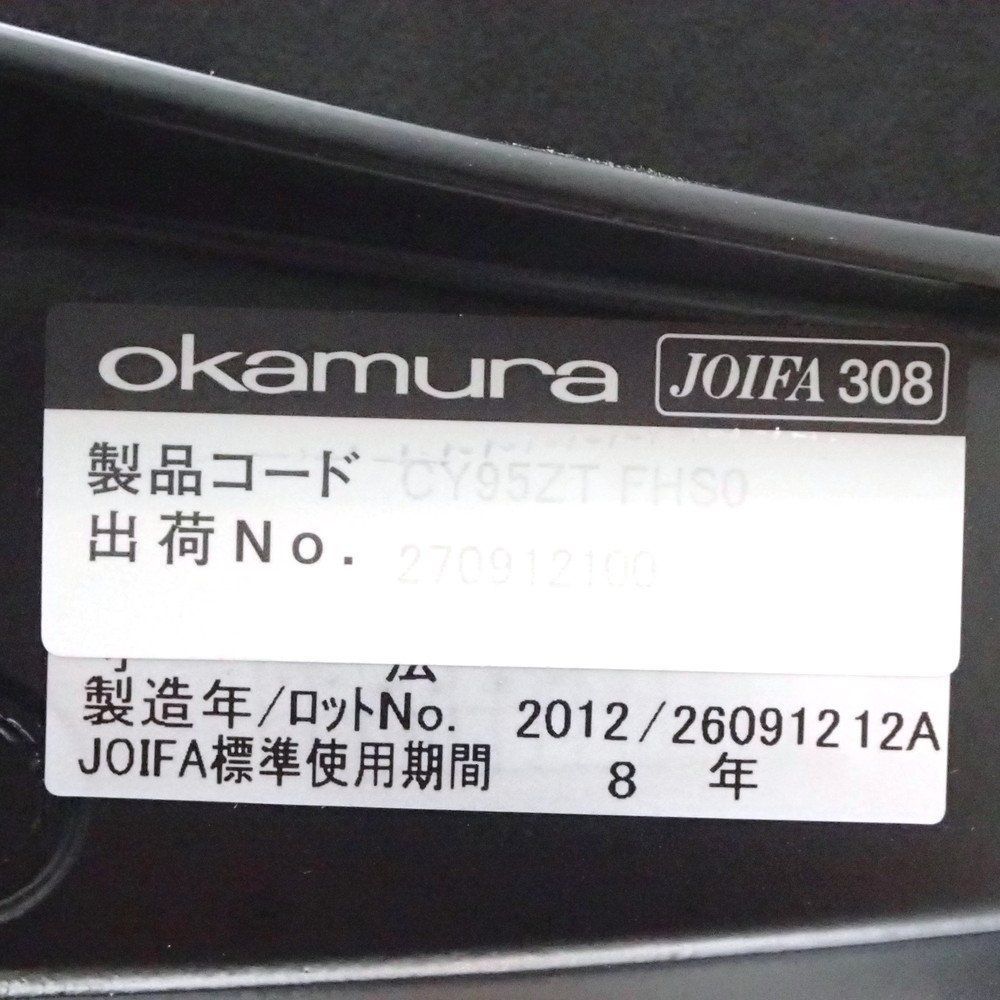 okamura JOIFA 308
製品コード CY95ZT FHS0
出荷No. 270912100
法
製造年/ロットNo. 2012/26091212A
JOIFA標準使用期間 8 年